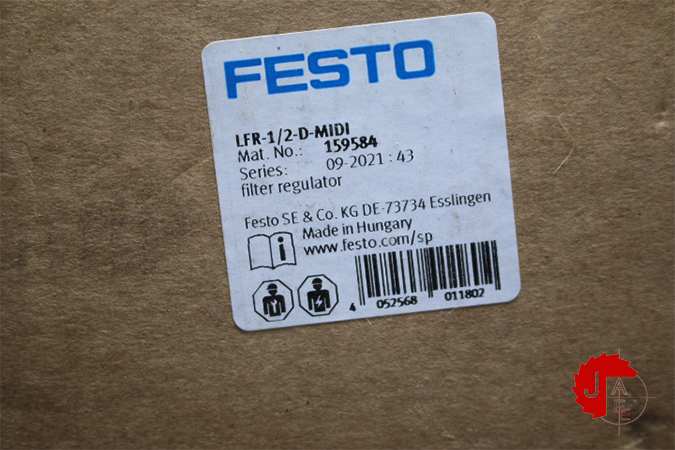 FESTO
LFR-1/2-D-MIDI
Mat. No.: 159584
Series: 09-2021 : 43
filter regulator
Festo SE & Co. KG DE-73734 Esslingen
Made in Hungary
www.festo.com/sp
4 052568 011802
J